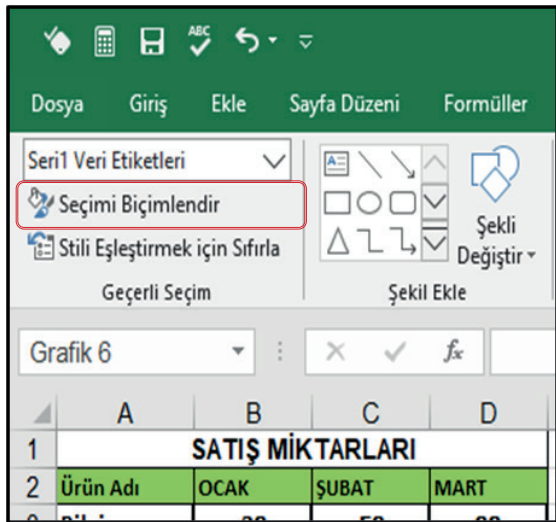 ABC
Dosya Giriş Ekle Sayfa Düzeni Formüller
Seri1 Veri Etiketleri
Seçimi Biçimlendir
Stili Eşleştirmek için Sıfırla
Geçerli Seçim
A
Şekli
Değiştir
Şekil Ekle
Grafik 6 fx
A B C D
1 SATIŞ MİKTARLARI
2 Ürün Adı OCAK ŞUBAT MART